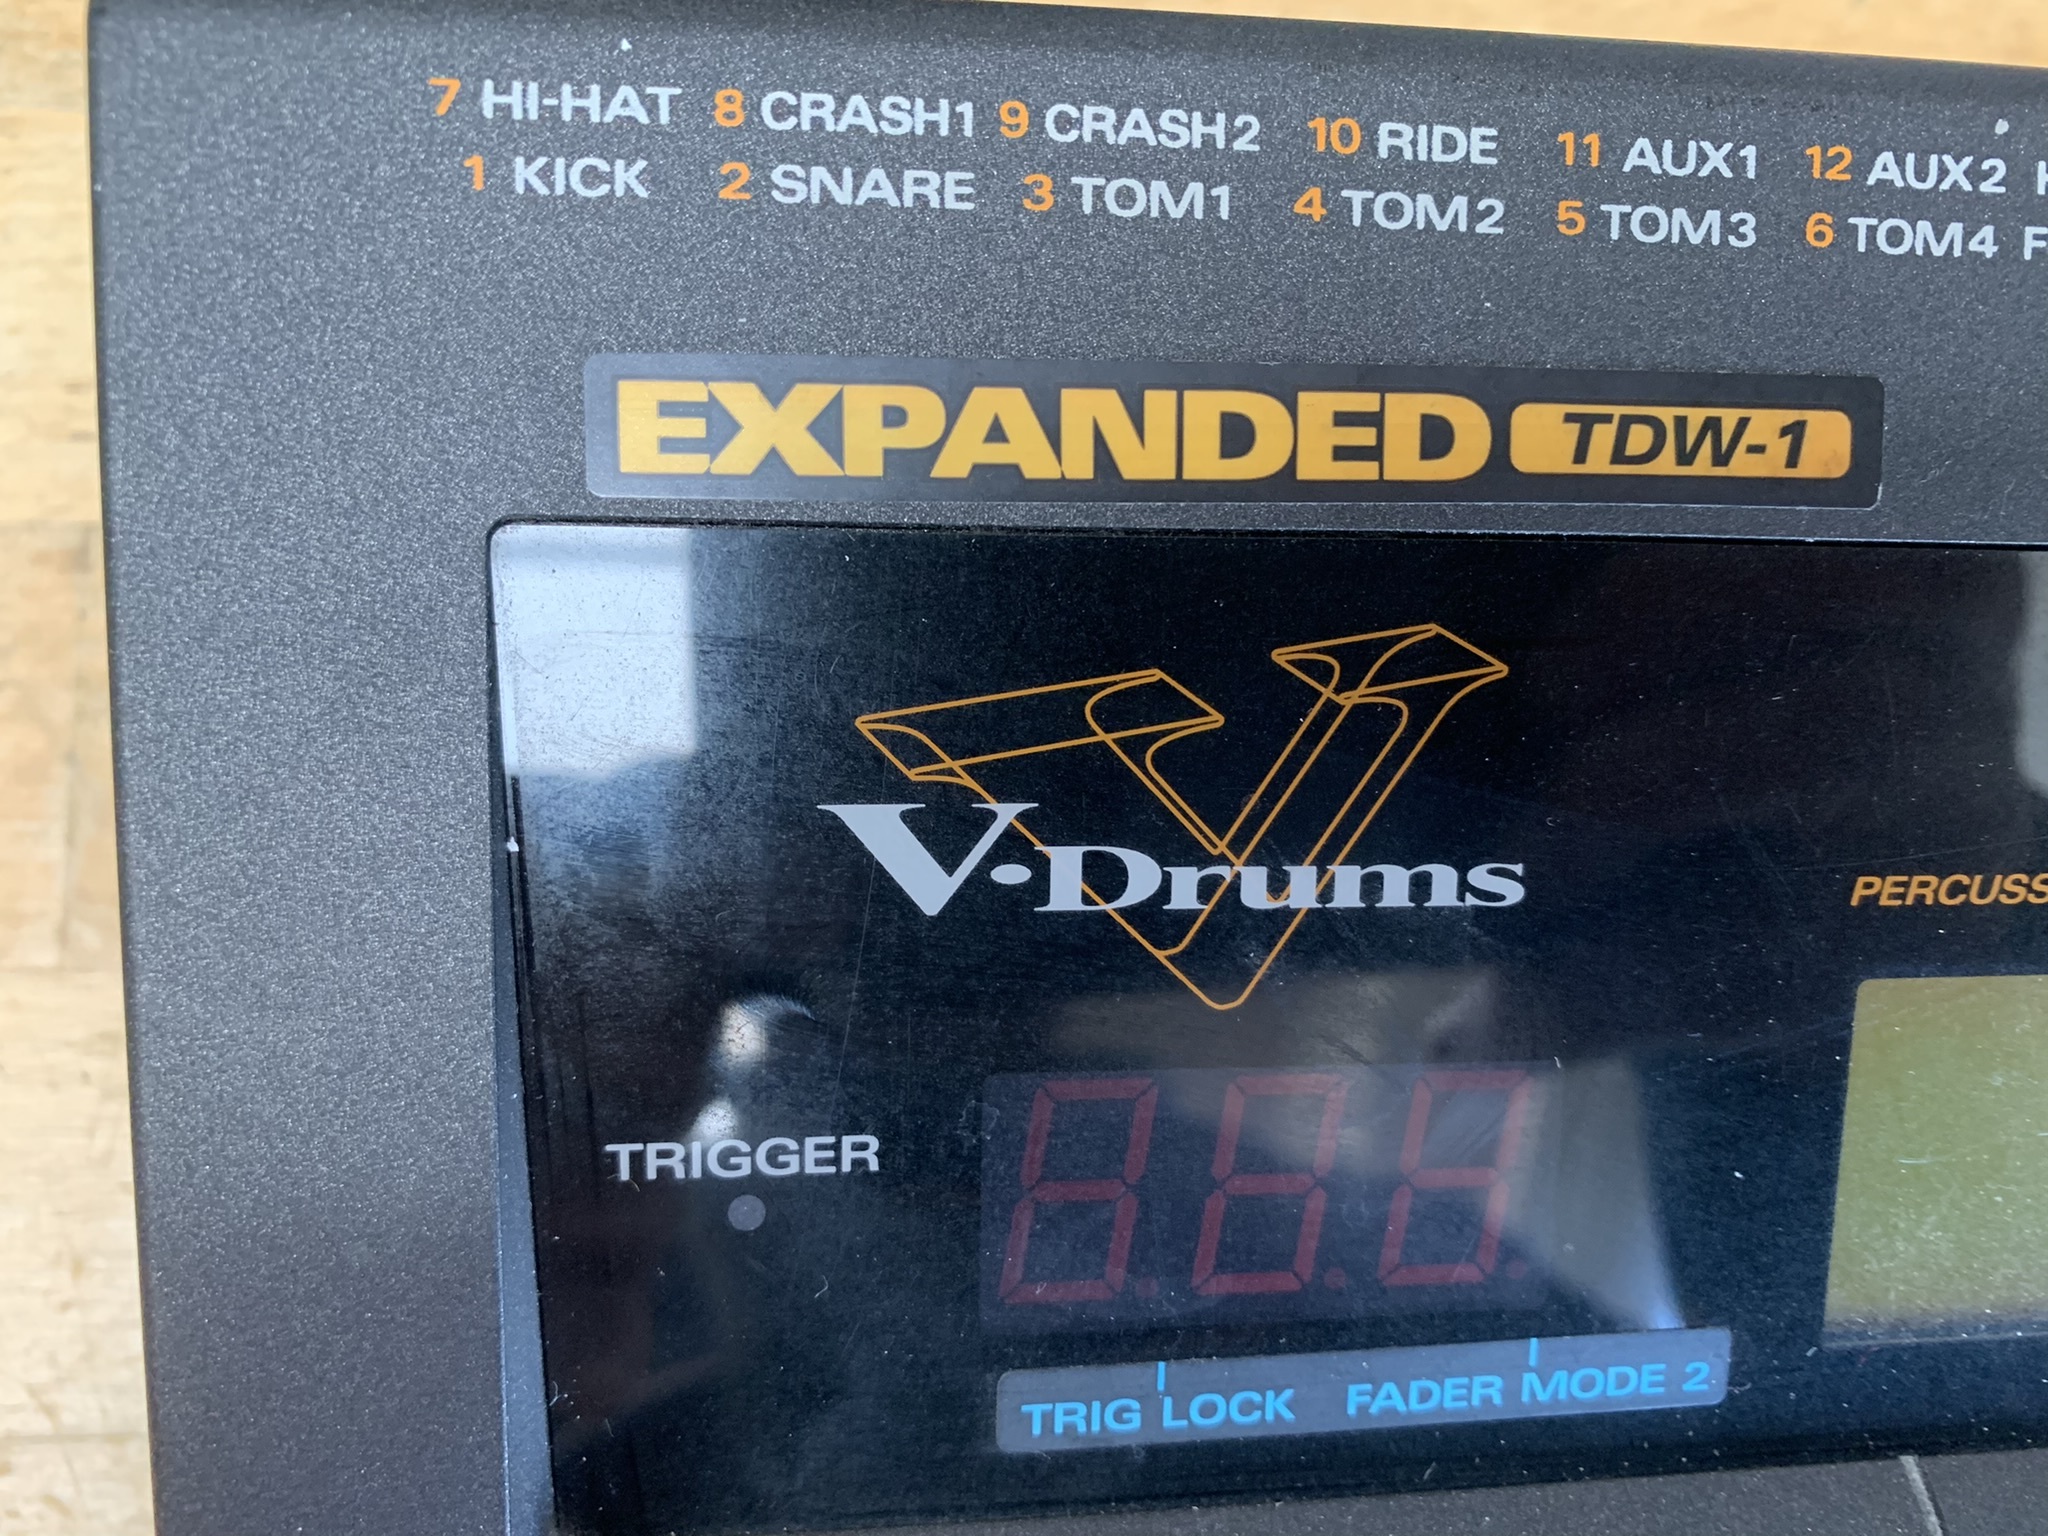 7 HI-HAT 8 CRASH1 9 CRASH2 10 RIDE 11 AUX1 12 AUX2
1 KICK 2 SNARE 3 TOM1 4 TOM2 5 TOM3 6 TOM4
EXPANDED TDW-1
V-Drums
PERCUSS
TRIGGER
TRIG LOCK FADER MODE 2